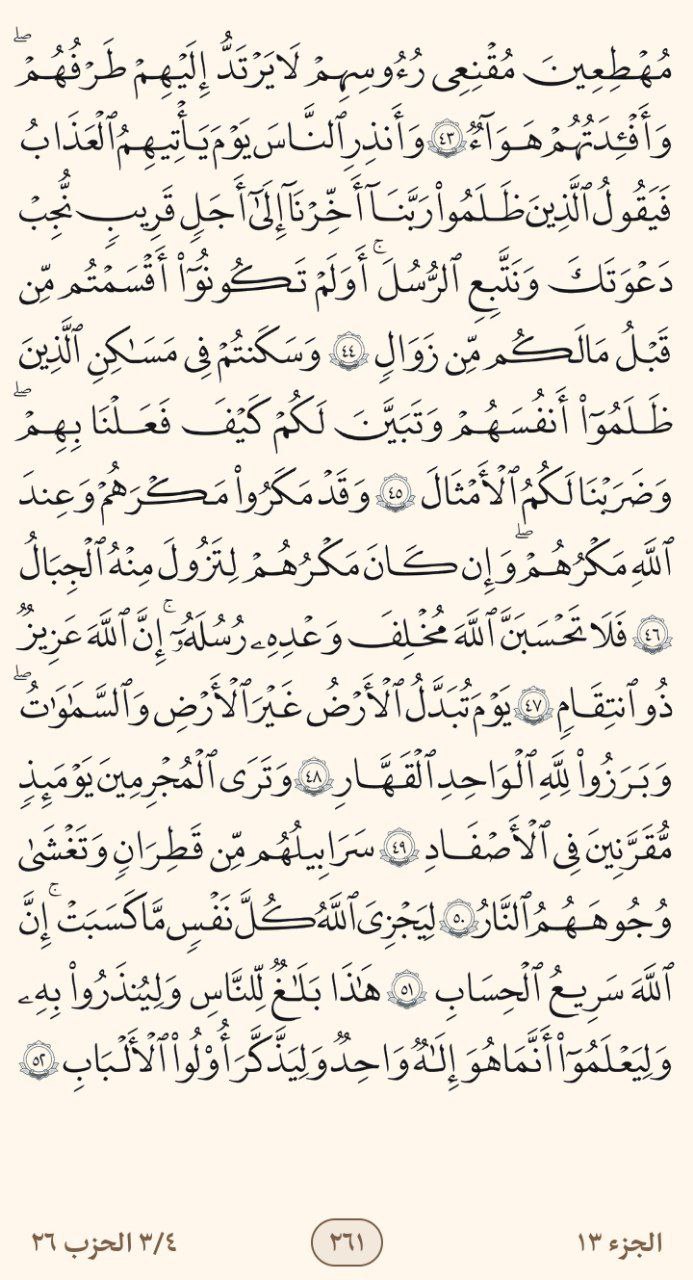 مُهْطِعِينَ مُقْنِعِى رُءُوسِهِمْ لَا يَرْتَدُّ إِلَيْهِمْ طَرْفُهُمْ ۖ
وَأَفْـِٔدَتُهُمْ هَوَآءٌ ٤٣ وَأَنذِرِ ٱلنَّاسَ يَوْمَ يَأْتِيهِمُ ٱلْعَذَابُ
فَيَقُولُ ٱلَّذِينَ ظَلَمُوا۟ رَبَّنَآ أَخِّرْنَآ إِلَىٰٓ أَجَلٍ قَرِيبٍ نُّجِبْ
دَعْوَتَكَ وَنَتَّبِعِ ٱلرُّسُلَ ۗ أَوَلَمْ تَكُونُوٓا۟ أَقْسَمْتُم مِّن
قَبْلُ مَا لَكُم مِّن زَوَالٍ ٤٤ وَسَكَنتُمْ فِى مَسَـٰكِنِ ٱلَّذِينَ
ظَلَمُوٓا۟ أَنفُسَهُمْ وَتَبَيَّنَ لَكُمْ كَيْفَ فَعَلْنَا بِهِمْ ۖ
وَضَرَبْنَا لَكُمُ ٱلْأَمْثَالَ ٤٥ وَقَدْ مَكَرُوا۟ مَكْرَهُمْ وَعِندَ
ٱللَّهِ مَكْرُهُمْ ۖ وَإِن كَانَ مَكْرُهُمْ لِتَزُولَ مِنْهُ ٱلْجِبَالُ
٤٦ فَلَا تَحْسَبَنَّ ٱللَّهَ مُخْلِفَ وَعْدِهِۦ رُسُلَهُۥٓ ۚ إِنَّ ٱللَّهَ عَزِيزٌ
ذُو ٱنتِقَامٍ ٤٧ يَوْمَ تُبَدَّلُ ٱلْأَرْضُ غَيْرَ ٱلْأَرْضِ وَٱلسَّمَـٰوَٰتُ ۖ
وَبَرَزُوا۟ لِلَّهِ ٱلْوَٰحِدِ ٱلْقَهَّارِ ٤٨ وَتَرَى ٱلْمُجْرِمِينَ يَوْمَئِذٍ
مُّقَرَّنِينَ فِى ٱلْأَصْفَادِ ٤٩ سَرَابِيلُهُم مِّن قَطِرَانٍ وَتَغْشَىٰ
وُجُوهَهُمُ ٱلنَّارُ ٥٠ لِيَجْزِىَ ٱللَّهُ كُلَّ نَفْسٍ مَّا كَسَبَتْ ۚ إِنَّ
ٱللَّهَ سَرِيعُ ٱلْحِسَابِ ٥١ هَـٰذَا بَلَـٰغٌ لِّلنَّاسِ وَلِيُنذَرُوا۟ بِهِۦ
وَلِيَعْلَمُوٓا۟ أَنَّمَا هُوَ إِلَـٰهٌ وَٰحِدٌ وَلِيَذَّكَّرَ أُو۟لُوا۟ ٱلْأَلْبَـٰبِ ٥٢
الجزء ١٣
٢٦١
٣/٤ الحزب ٢٦